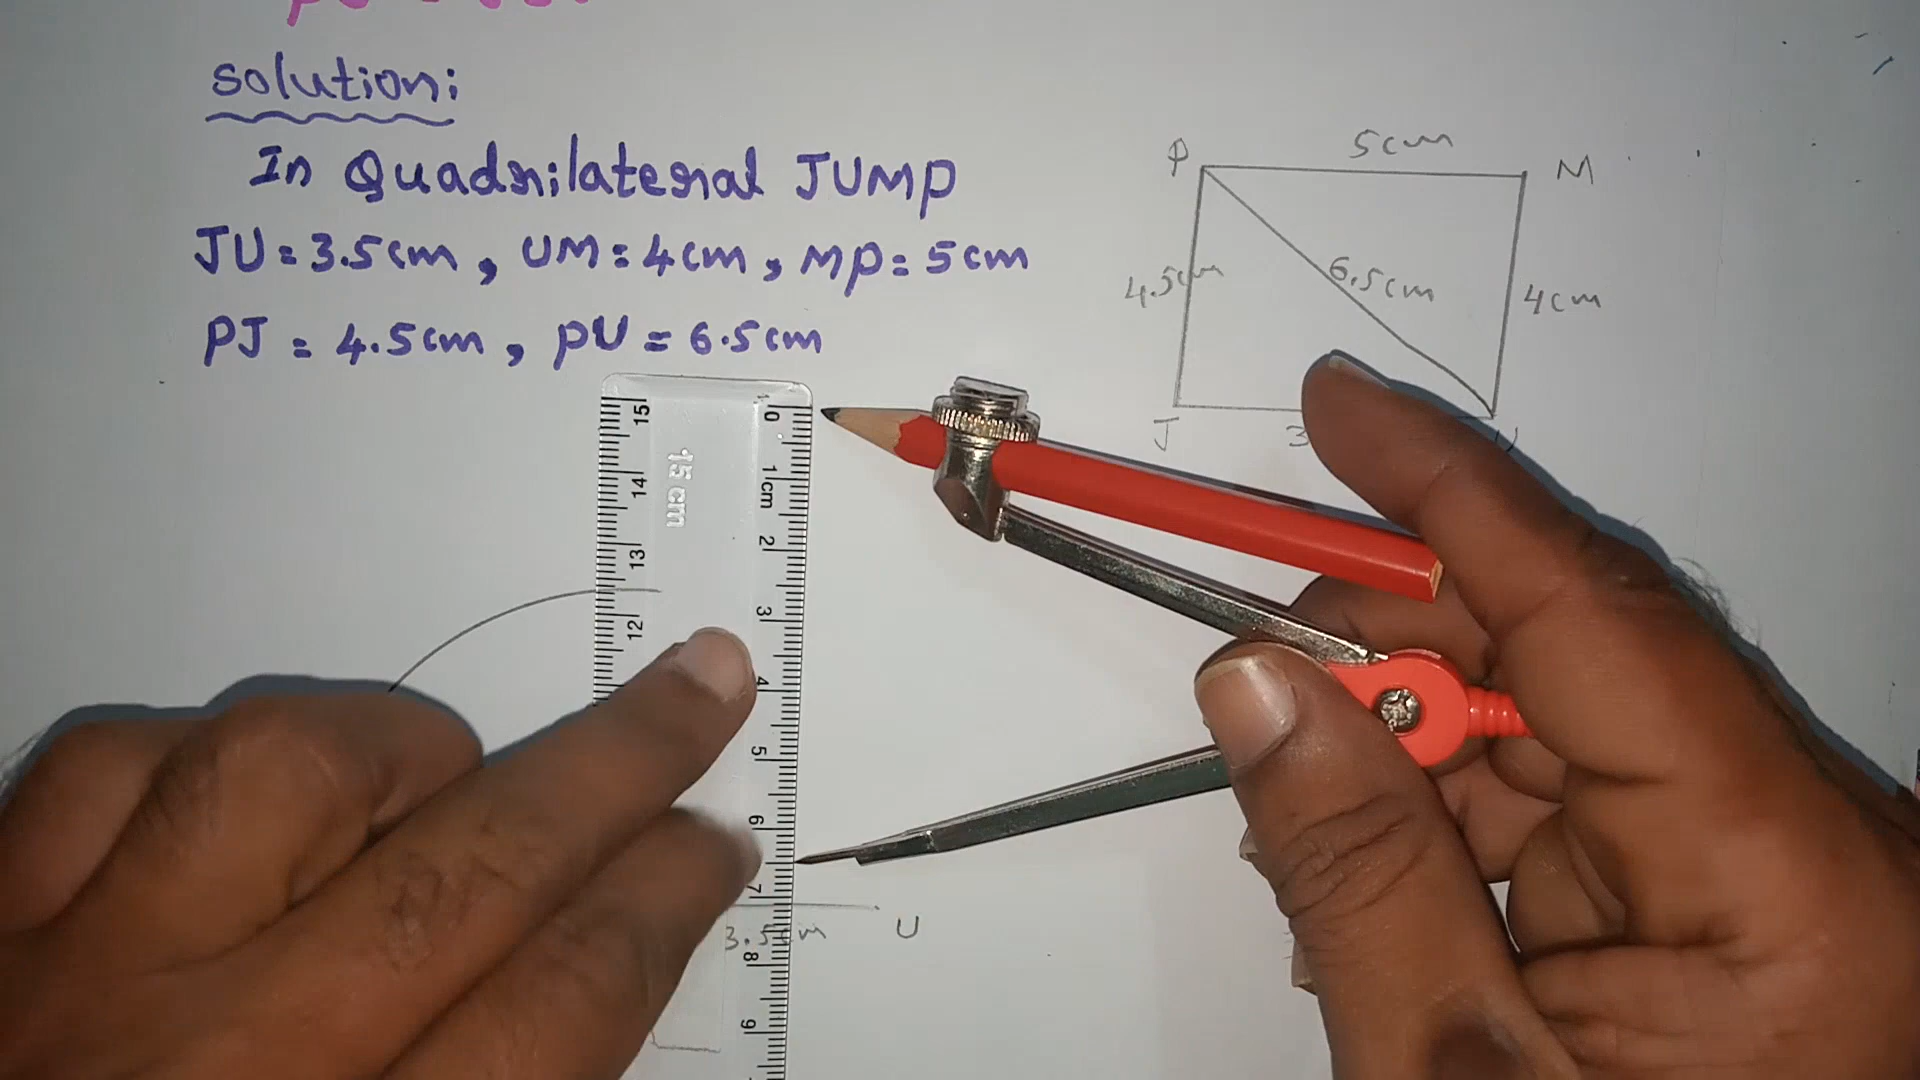 solution:
In Quadrilateral JUMP
JU = 3.5cm, UM = 4cm, MP = 5cm
PJ = 4.5cm, PU = 6.5cm
P 5cm M
4.5cm 6.5cm 4cm
J 3
0 1cm 2 3 4 5 6 7 8 9
15 14 13 12
15 cm
U